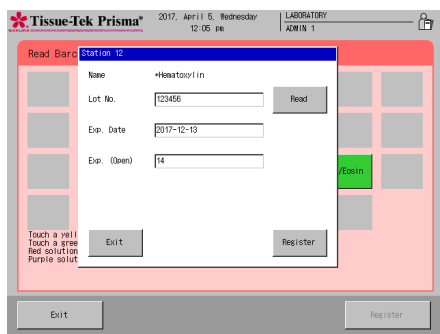 Tissue-Tek Prisma®
SAKURA
2017, April 5, Wednesday
12:05 pm
LABORATORY
ADMIN 1
Read Barc
Station 12
Name *Hematoxylin
Lot No. 123456 Read
Exp. Date 2017-12-13
Exp. (Open) 14
/Eosin
Touch a yell
Touch a gree
Red solution
Purple solut
Exit Register
Exit Register